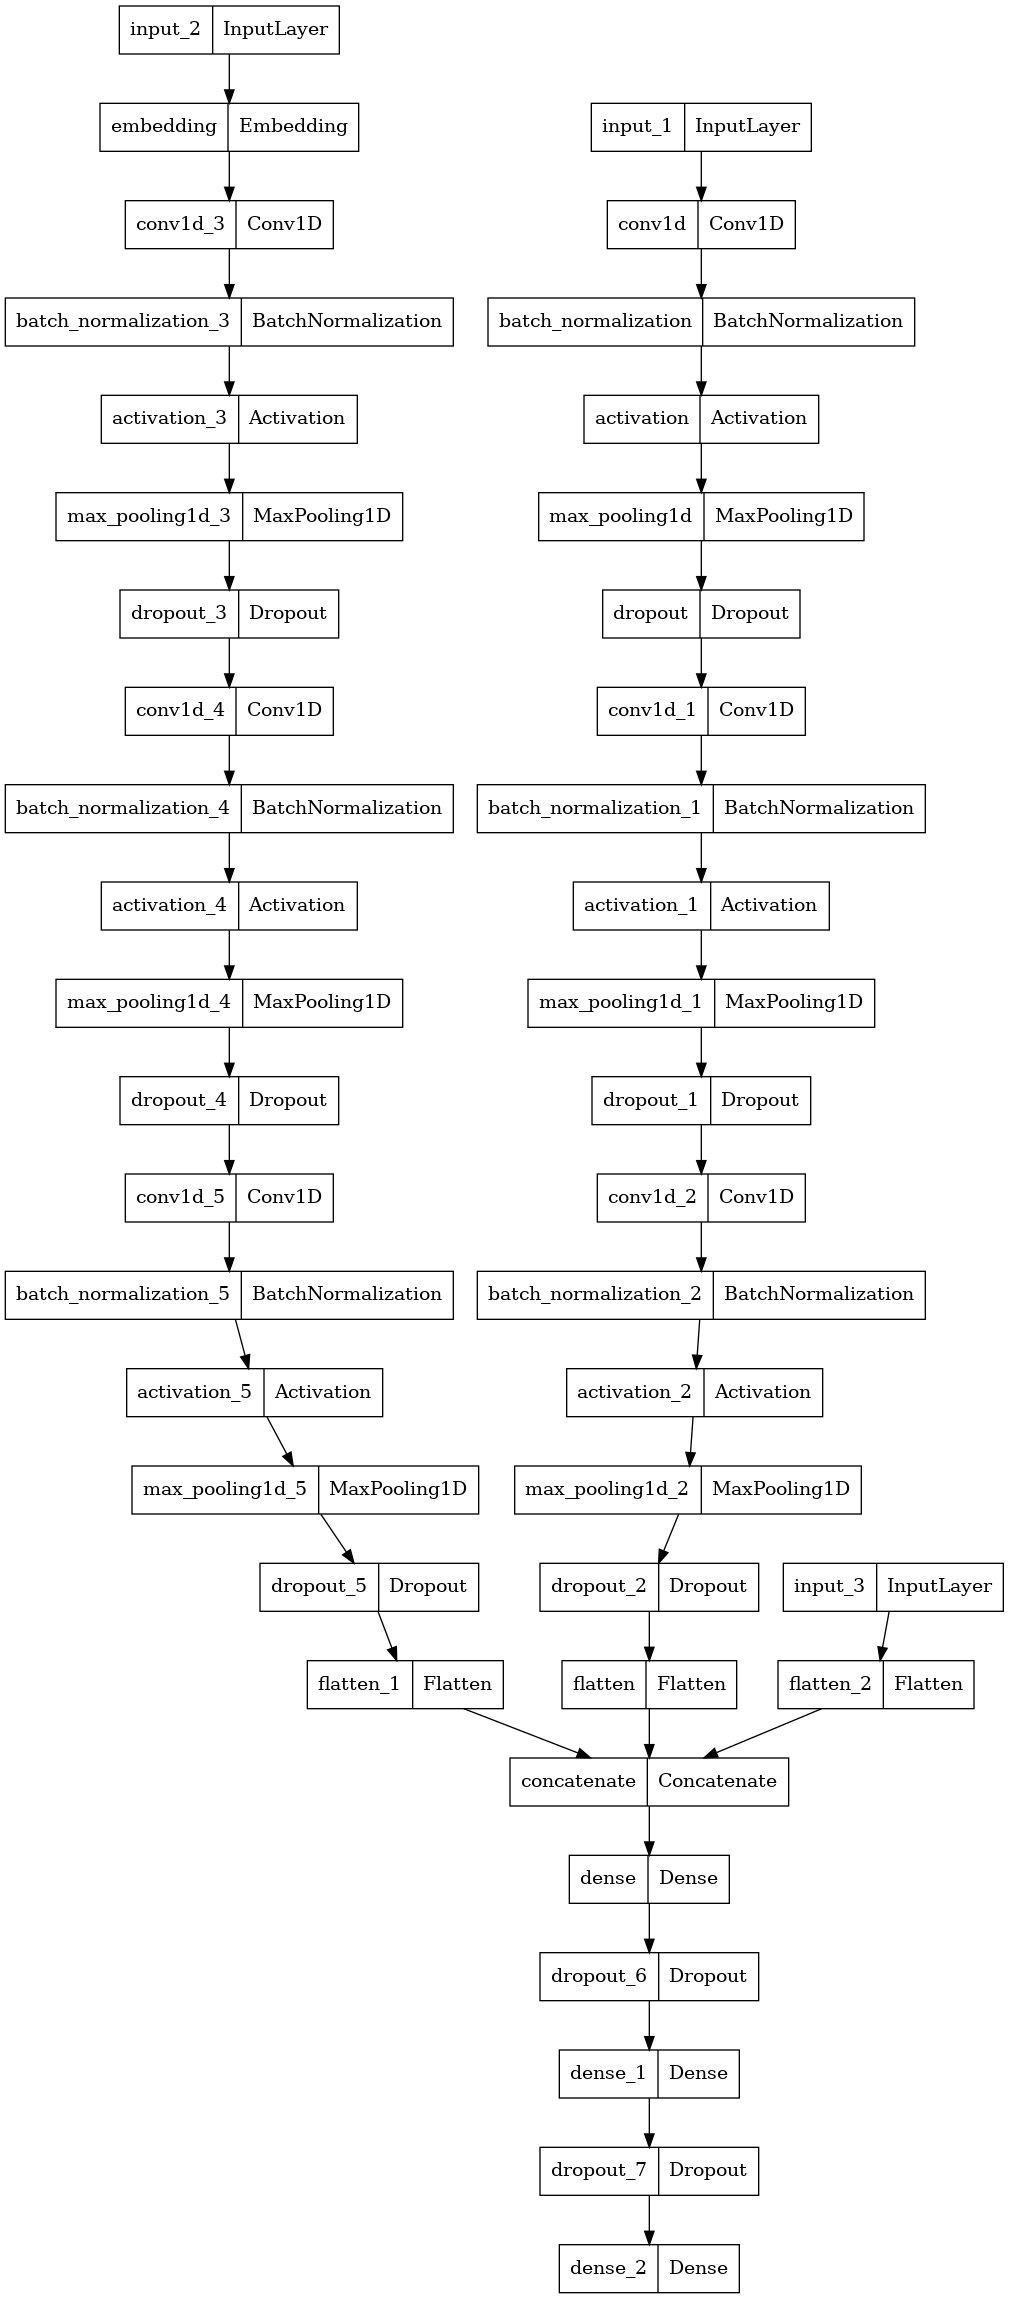 input_2 InputLayer
embedding Embedding
input_1 InputLayer
conv1d_3 Conv1D
conv1d Conv1D
batch_normalization_3 BatchNormalization
batch_normalization BatchNormalization
activation_3 Activation
activation Activation
max_pooling1d_3 MaxPooling1D
max_pooling1d MaxPooling1D
dropout_3 Dropout
dropout Dropout
conv1d_4 Conv1D
conv1d_1 Conv1D
batch_normalization_4 BatchNormalization
batch_normalization_1 BatchNormalization
activation_4 Activation
activation_1 Activation
max_pooling1d_4 MaxPooling1D
max_pooling1d_1 MaxPooling1D
dropout_4 Dropout
dropout_1 Dropout
conv1d_5 Conv1D
conv1d_2 Conv1D
batch_normalization_5 BatchNormalization
batch_normalization_2 BatchNormalization
activation_5 Activation
activation_2 Activation
max_pooling1d_5 MaxPooling1D
max_pooling1d_2 MaxPooling1D
dropout_5 Dropout
dropout_2 Dropout
input_3 InputLayer
flatten_1 Flatten
flatten Flatten
flatten_2 Flatten
concatenate Concatenate
dense Dense
dropout_6 Dropout
dense_1 Dense
dropout_7 Dropout
dense_2 Dense